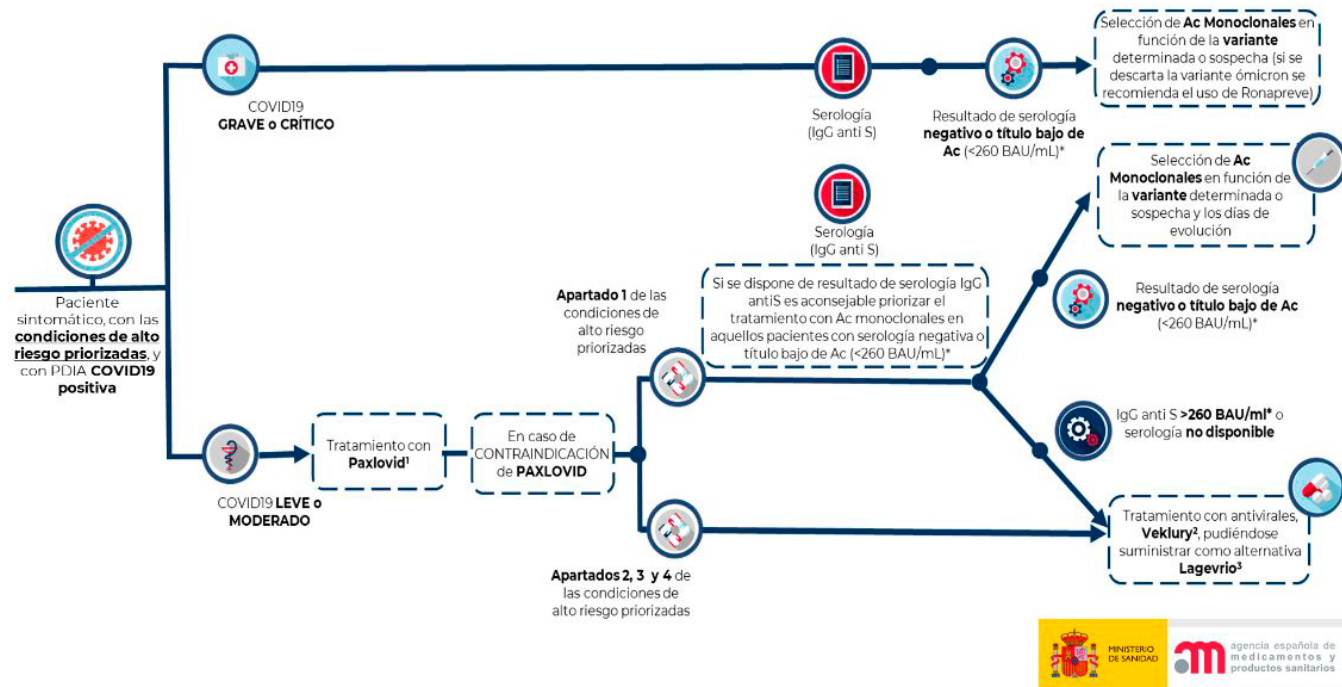 COVID19
GRAVE o CRÍTICO
Serología
(IgG anti S)
Resultado de serología
negativo o título bajo de
Ac (<260 BAU/mL)*
Selección de Ac Monoclonales en
función de la variante
determinada o sospecha (si se
descarta la variante ómicron se
recomienda el uso de Ronapreve)
Paciente
sintomático, con las
condiciones de alto
riesgo priorizadas, y
con PDIA COVID19
positiva
Serología
(IgG anti S)
Selección de Ac
Monoclonales en función de
la variante determinada o
sospecha y los días de
evolución
Apartado 1 de las
condiciones de
alto riesgo
priorizadas
Si se dispone de resultado de serología IgG
antiS es aconsejable priorizar el
tratamiento con Ac monoclonales en
aquellos pacientes con serología negativa o
título bajo de Ac (<260 BAU/mL)*
Resultado de serología
negativo o título bajo de Ac
(<260 BAU/mL)*
COVID19 LEVE o
MODERADO
Tratamiento con
Paxlovid¹
En caso de
CONTRAINDICACIÓN
de PAXLOVID
IgG anti S >260 BAU/ml* o
serología no disponible
Apartados 2, 3 y 4 de
las condiciones de
alto riesgo priorizadas
Tratamiento con antivirales,
Veklury², pudiéndose
suministrar como alternativa
Lagevrio³
MINISTERIO
DE SANIDAD
am
agencia española de
medicamentos y
productos sanitarios